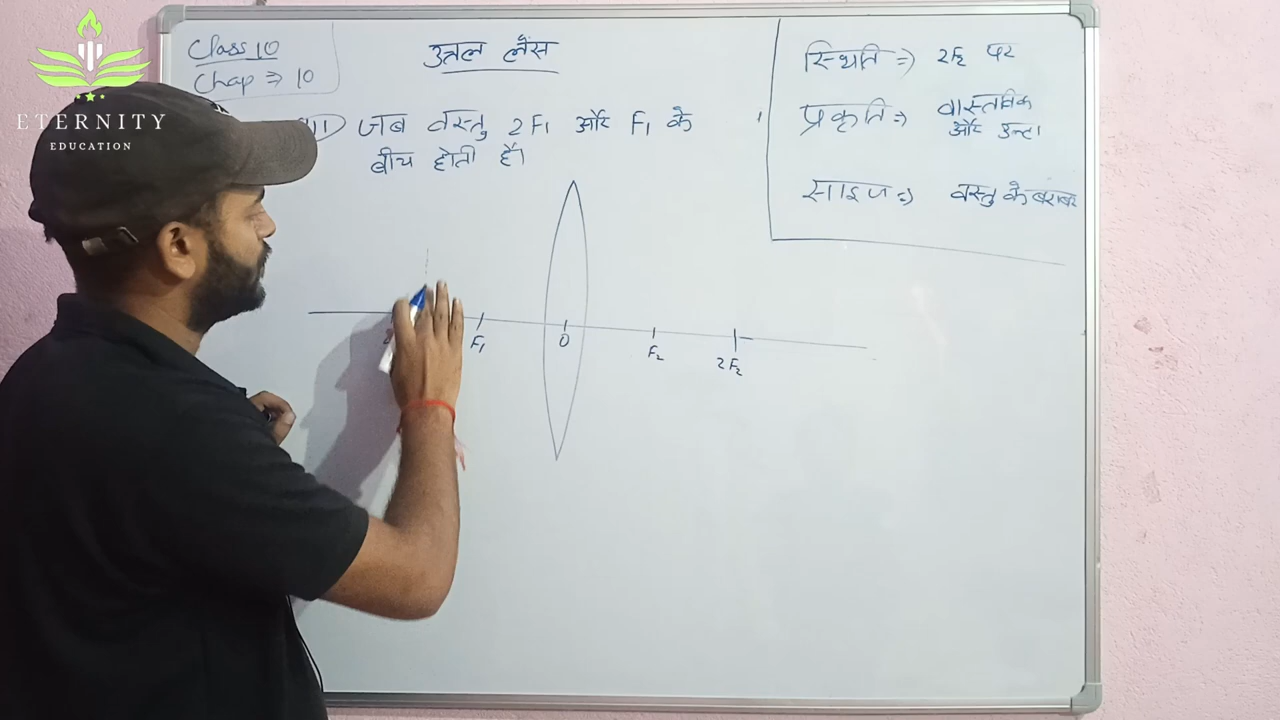 ETERNITY
EDUCATION
Class 10
Chap ⇒ 10
उत्तल लेंस
जब वस्तु 2F1 और F1 के
बीच होती है।
स्थिति ⇒ 2F2 पर
प्रकृति ⇒ वास्तविक
और उल्टा
साइज ⇒ वस्तु के बराबर
F1
O
F2
2F2